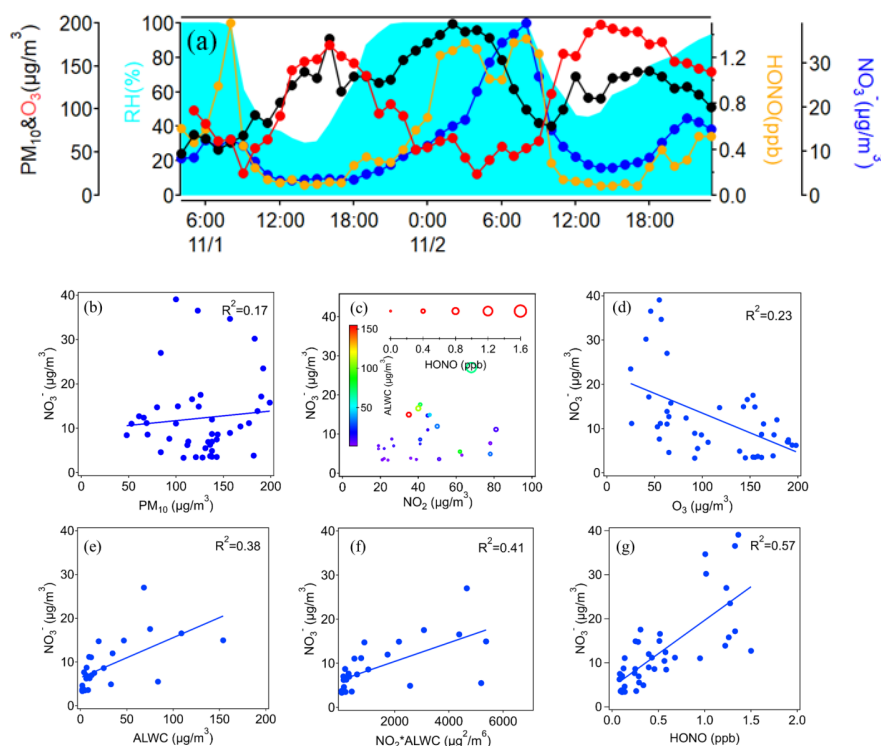 (a)
PM10&O3(μg/m3)
200
150
100
50
0
RH(%)
100
80
60
40
20
0
1.2
0.8
0.4
0.0
HONO(ppb)
30
20
10
0
NO3-(μg/m3)
6:00 12:00 18:00 0:00 12:00 18:00
11/1 11/2
(b) R2=0.17
NO3- (μg/m3)
40
30
20
10
0
0 50 100 150 200
PM10 (μg/m3)
(c)
NO3- (μg/m3)
40
30
20
10
0
150
100
50
ALWC (μg/m3)
0.0 0.4 0.8 1.2 1.6
HONO (ppb)
0 20 40 60 80 100
NO2 (μg/m3)
(d) R2=0.23
NO3- (μg/m3)
40
30
20
10
0
0 50 100 150 200
O3 (μg/m3)
(e) R2=0.38
NO3- (μg/m3)
40
30
20
10
0
0 50 100 150 200
ALWC (μg/m3)
(f) R2=0.41
NO3- (μg/m3)
40
30
20
10
0
0 2000 4000 6000
NO2*ALWC (μg2/m6)
(g) R2=0.57
NO3- (μg/m3)
40
30
20
10
0
0.0 0.5 1.0 1.5 2.0
HONO (ppb)